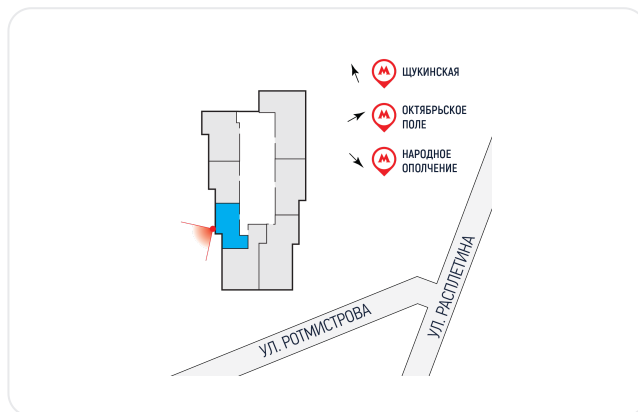 ЩУКИНСКАЯ
ОКТЯБРЬСКОЕ
ПОЛЕ
НАРОДНОЕ
ОПОЛЧЕНИЕ
УЛ. РАСПЛЕТИНА
УЛ. РОТМИСТРОВА